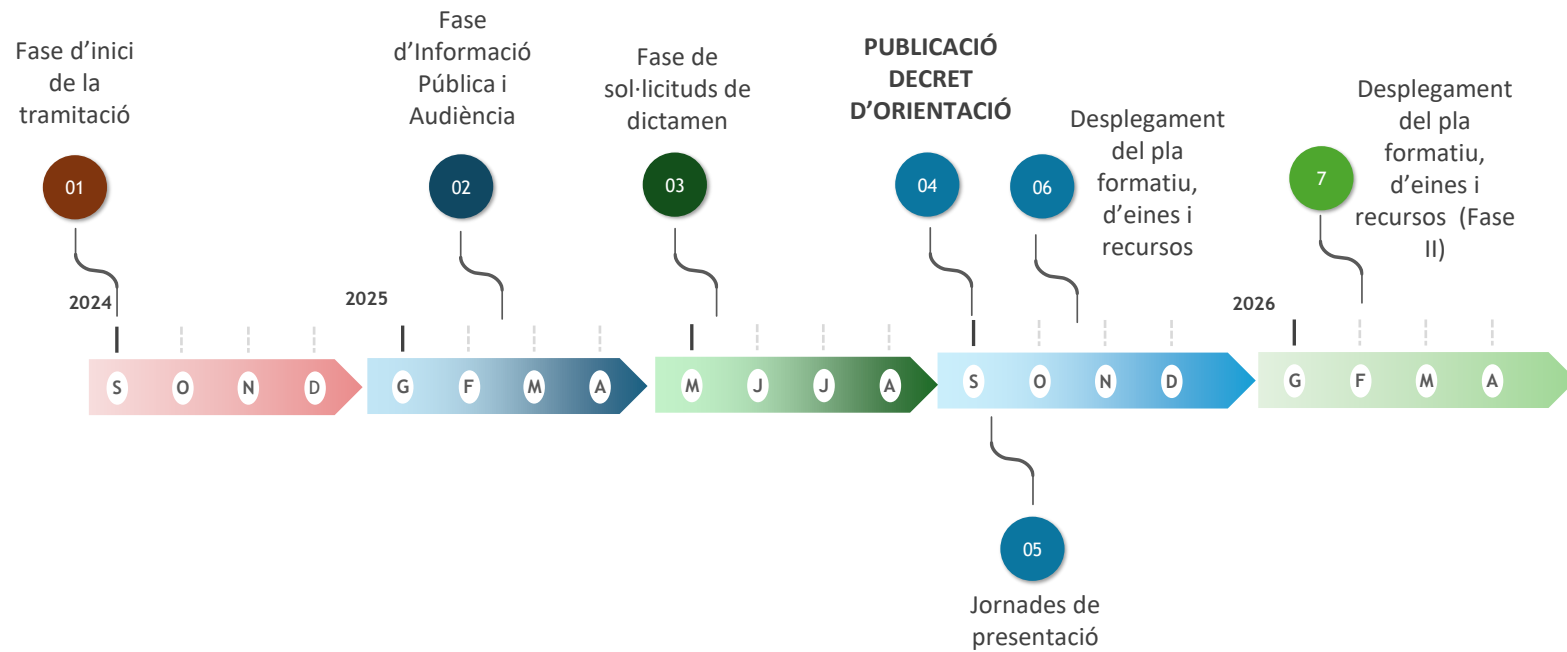 Fase d’inici
de la
tramitació
01
Fase
d’Informació
Pública i
Audiència
02
Fase de
sol·licituds de
dictamen
03
PUBLICACIÓ
DECRET
D’ORIENTACIÓ
04
Desplegament
del pla
formatiu,
d’eines i
recursos
06
Desplegament
del pla
formatiu,
d’eines i
recursos (Fase
II)
7
2024
2025
2026
S O N D
G F M A
M J J A
S O N D
G F M A
05
Jornades de
presentació